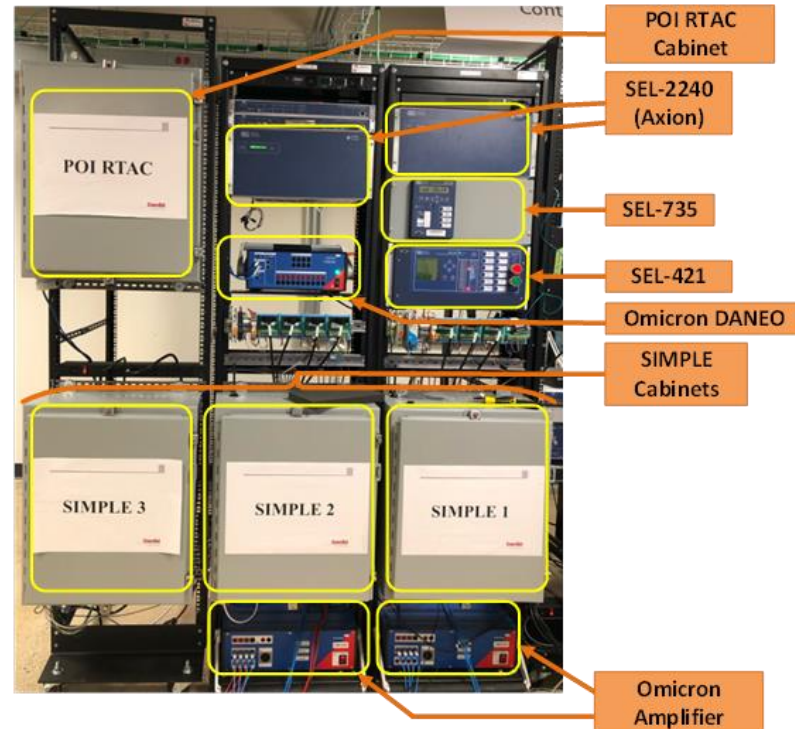 Cont
POI RTAC
Cabinet
SEL-2240
(Axion)
POI RTAC
SEL-735
SEL-421
Omicron DANEO
SIMPLE
Cabinets
SIMPLE 3
SIMPLE 2
SIMPLE 1
Omicron
Amplifier